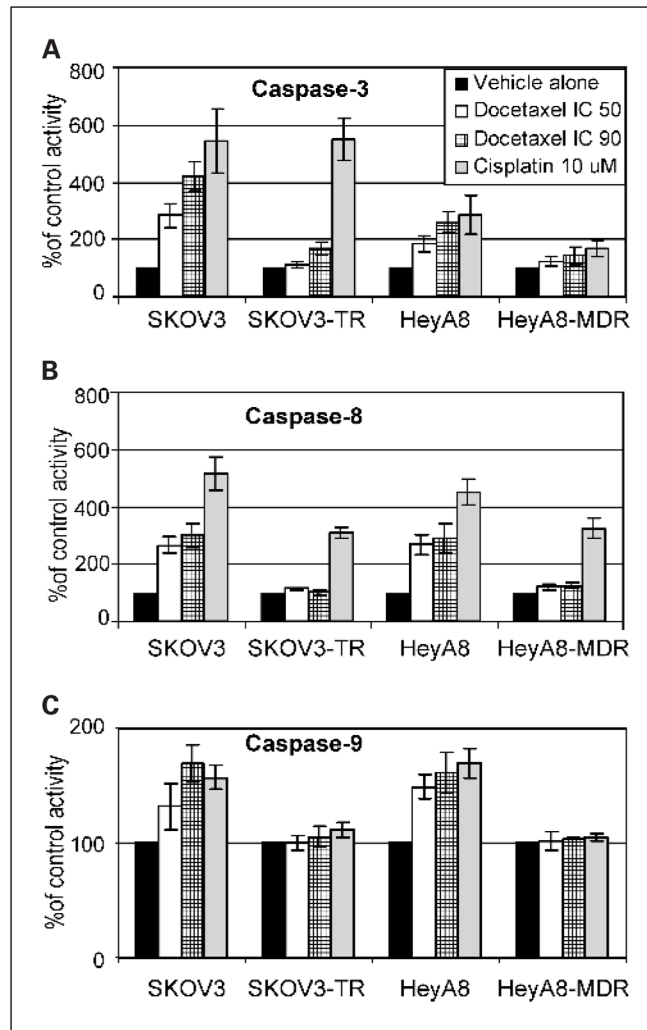 A
Caspase-3
Vehicle alone
Docetaxel IC 50
Docetaxel IC 90
Cisplatin 10 uM
%of control activity
800
600
400
200
0
SKOV3 SKOV3-TR HeyA8 HeyA8-MDR
B
Caspase-8
%of control activity
800
600
400
200
0
SKOV3 SKOV3-TR HeyA8 HeyA8-MDR
C
Caspase-9
%of control activity
200
100
0
SKOV3 SKOV3-TR HeyA8 HeyA8-MDR